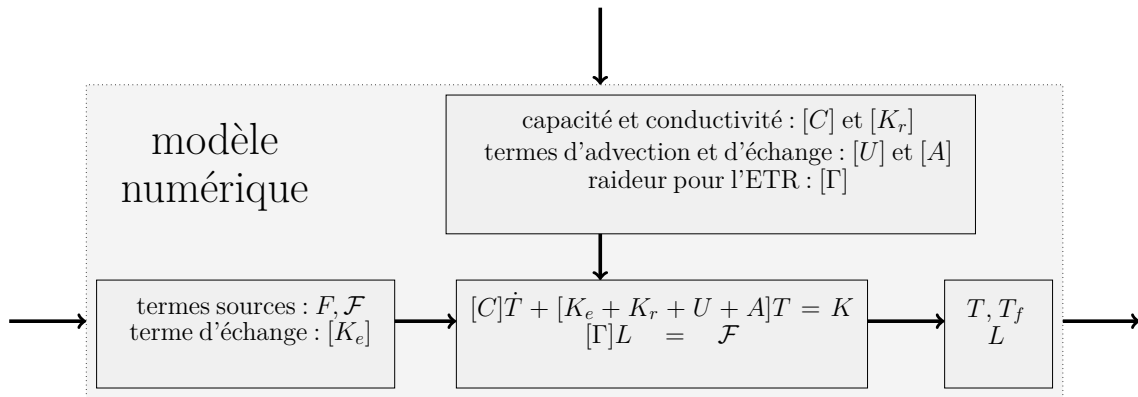 modèle
numérique
capacité et conductivité : [C] et [K_r]
termes d'advection et d'échange : [U] et [A]
raideur pour l'ETR : [Γ]
termes sources : F, ℱ
terme d'échange : [K_e]
[C]Ṫ + [K_e + K_r + U + A]T = K
[Γ]L = ℱ
T, T_f
L